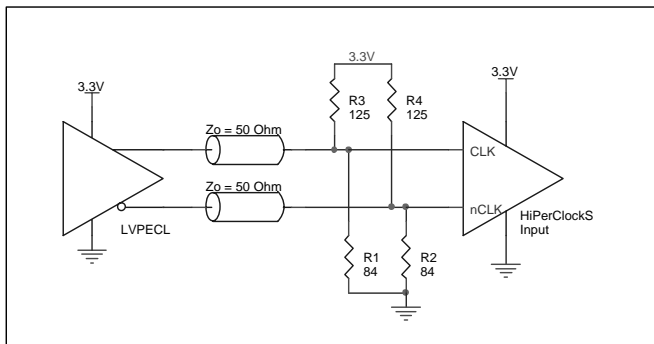 3.3V
3.3V
3.3V
R3
125
R4
125
Zo = 50 Ohm
CLK
Zo = 50 Ohm
nCLK
HiPerClockS
Input
LVPECL
R1
84
R2
84